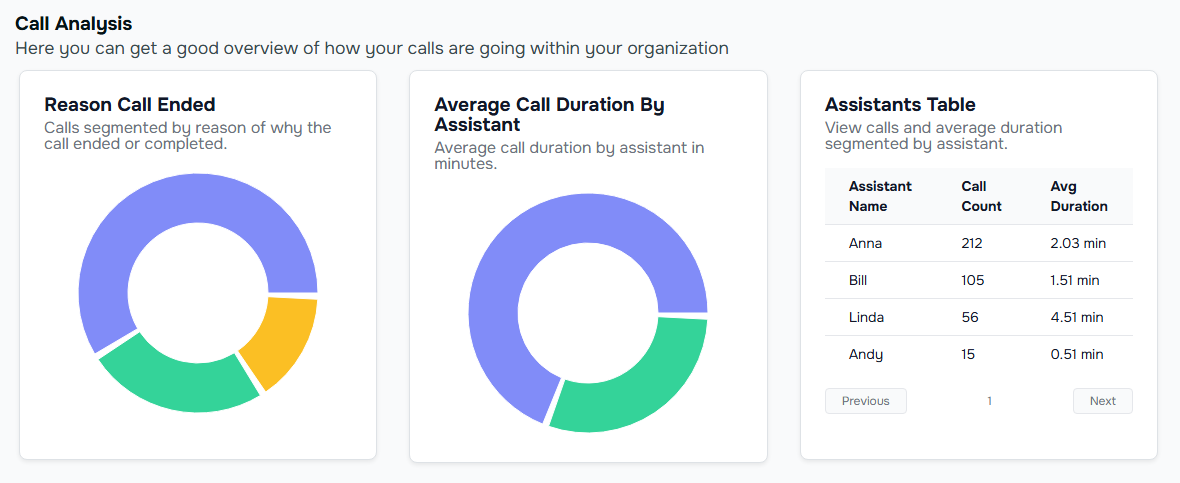 Call Analysis
Here you can get a good overview of how your calls are going within your organization
Reason Call Ended
Calls segmented by reason of why the
call ended or completed.
Average Call Duration By
Assistant
Average call duration by assistant in
minutes.
Assistants Table
View calls and average duration
segmented by assistant.
Assistant Name Call Count Avg Duration
Anna 212 2.03 min
Bill 105 1.51 min
Linda 56 4.51 min
Andy 15 0.51 min
Previous 1 Next